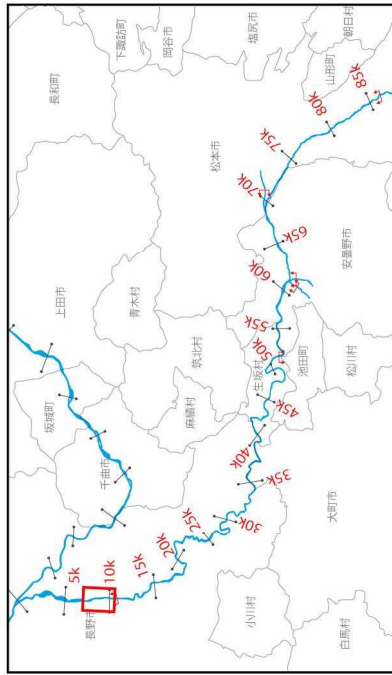 長和町
下諏訪町
岡谷市
塩尻市
朝日村
山形町
85k
80k
75k
松本市
70k
上田市
青木村
65k
安曇野市
60k
筑北村
55k
坂城町
麻績村
生坂村
50k
池田町
松川村
45k
千曲市
40k
35k
大町市
30k
25k
20k
15k
10k
5k
長野市
小川村
白馬村